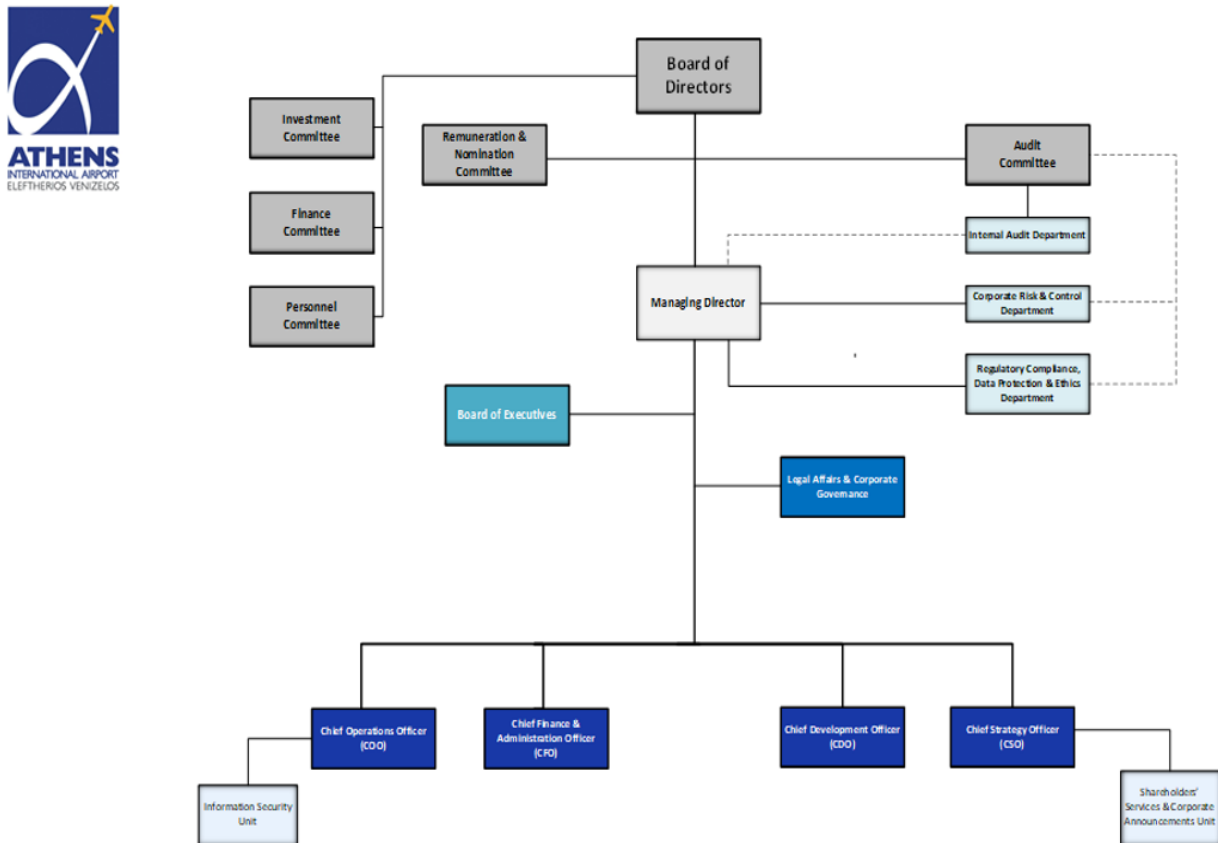 ATHENS
INTERNATIONAL AIRPORT
ELEFTHERIOS VENIZELOS
Board of
Directors
Investment
Committee
Remuneration &
Nomination
Committee
Audit
Committee
Finance
Committee
Internal Audit Department
Personnel
Committee
Managing Director
Corporate Risk & Control
Department
Regulatory Compliance,
Data Protection & Ethics
Department
Board of Executives
Legal Affairs & Corporate
Governance
Chief Operations Officer
(COO)
Chief Finance &
Administration Officer
(CFO)
Chief Development Officer
(CDO)
Chief Strategy Officer
(CSO)
Information Security
Unit
Shareholders'
Services & Corporate
Announcements Unit